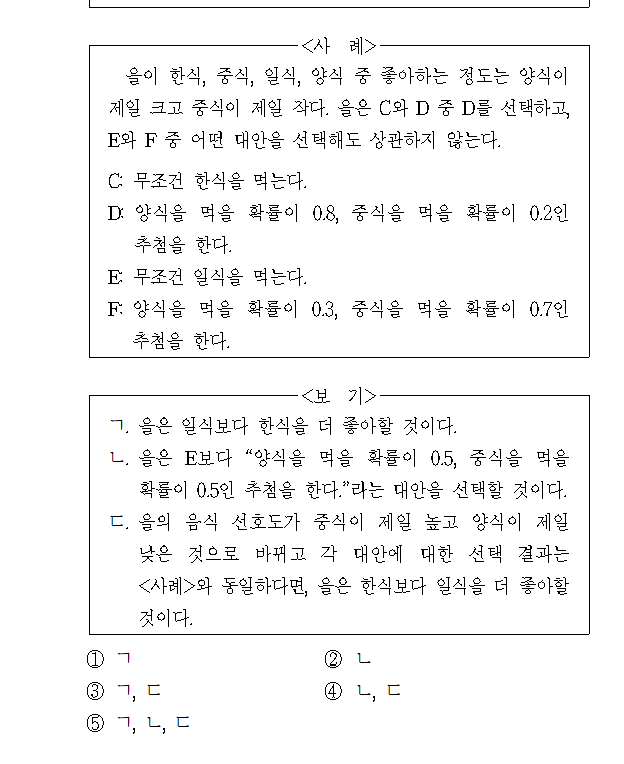 <사 례>
을이 한식, 중식, 일식, 양식 중 좋아하는 정도는 양식이
제일 크고 중식이 제일 작다. 을은 C와 D 중 D를 선택하고,
E와 F 중 어떤 대안을 선택해도 상관하지 않는다.
C: 무조건 한식을 먹는다.
D: 양식을 먹을 확률이 0.8, 중식을 먹을 확률이 0.2인
추첨을 한다.
E: 무조건 일식을 먹는다.
F: 양식을 먹을 확률이 0.3, 중식을 먹을 확률이 0.7인
추첨을 한다.
<보 기>
ㄱ. 을은 일식보다 한식을 더 좋아할 것이다.
ㄴ. 을은 E보다 “양식을 먹을 확률이 0.5, 중식을 먹을
확률이 0.5인 추첨을 한다.”라는 대안을 선택할 것이다.
ㄷ. 을의 음식 선호도가 중식이 제일 높고 양식이 제일
낮은 것으로 바뀌고 각 대안에 대한 선택 결과는
<사례>와 동일하다면, 을은 한식보다 일식을 더 좋아할
것이다.
① ㄱ ② ㄴ
③ ㄱ, ㄷ ④ ㄴ, ㄷ
⑤ ㄱ, ㄴ, ㄷ